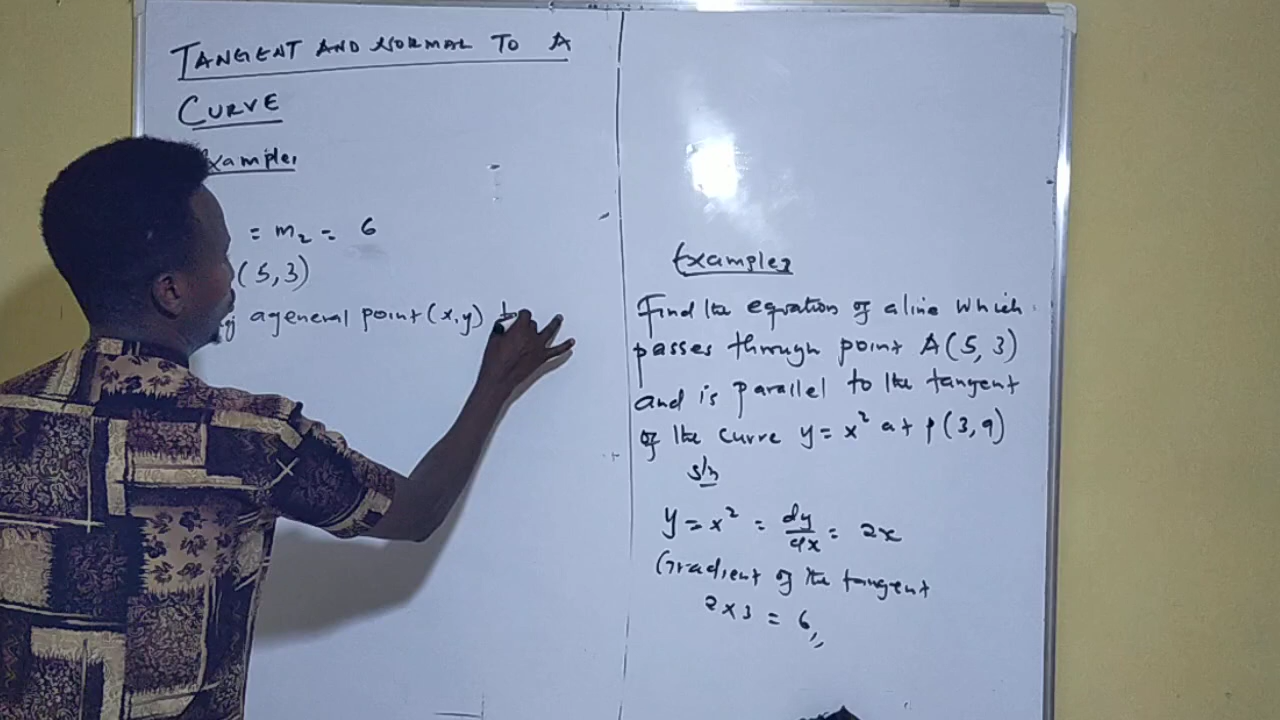 TANGENT AND NORMAL TO A
CURVE
Example,
= m₂ = 6
(5,3)
a general point (x,y)
Examples
Find the equation of a line which
passes through point A(5,3)
and is parallel to the tangent
of the curve y = x² at p(3,9)
sln
y = x² = dy/dx = 2x
Gradient of the tangent
2 x 3 = 6,,